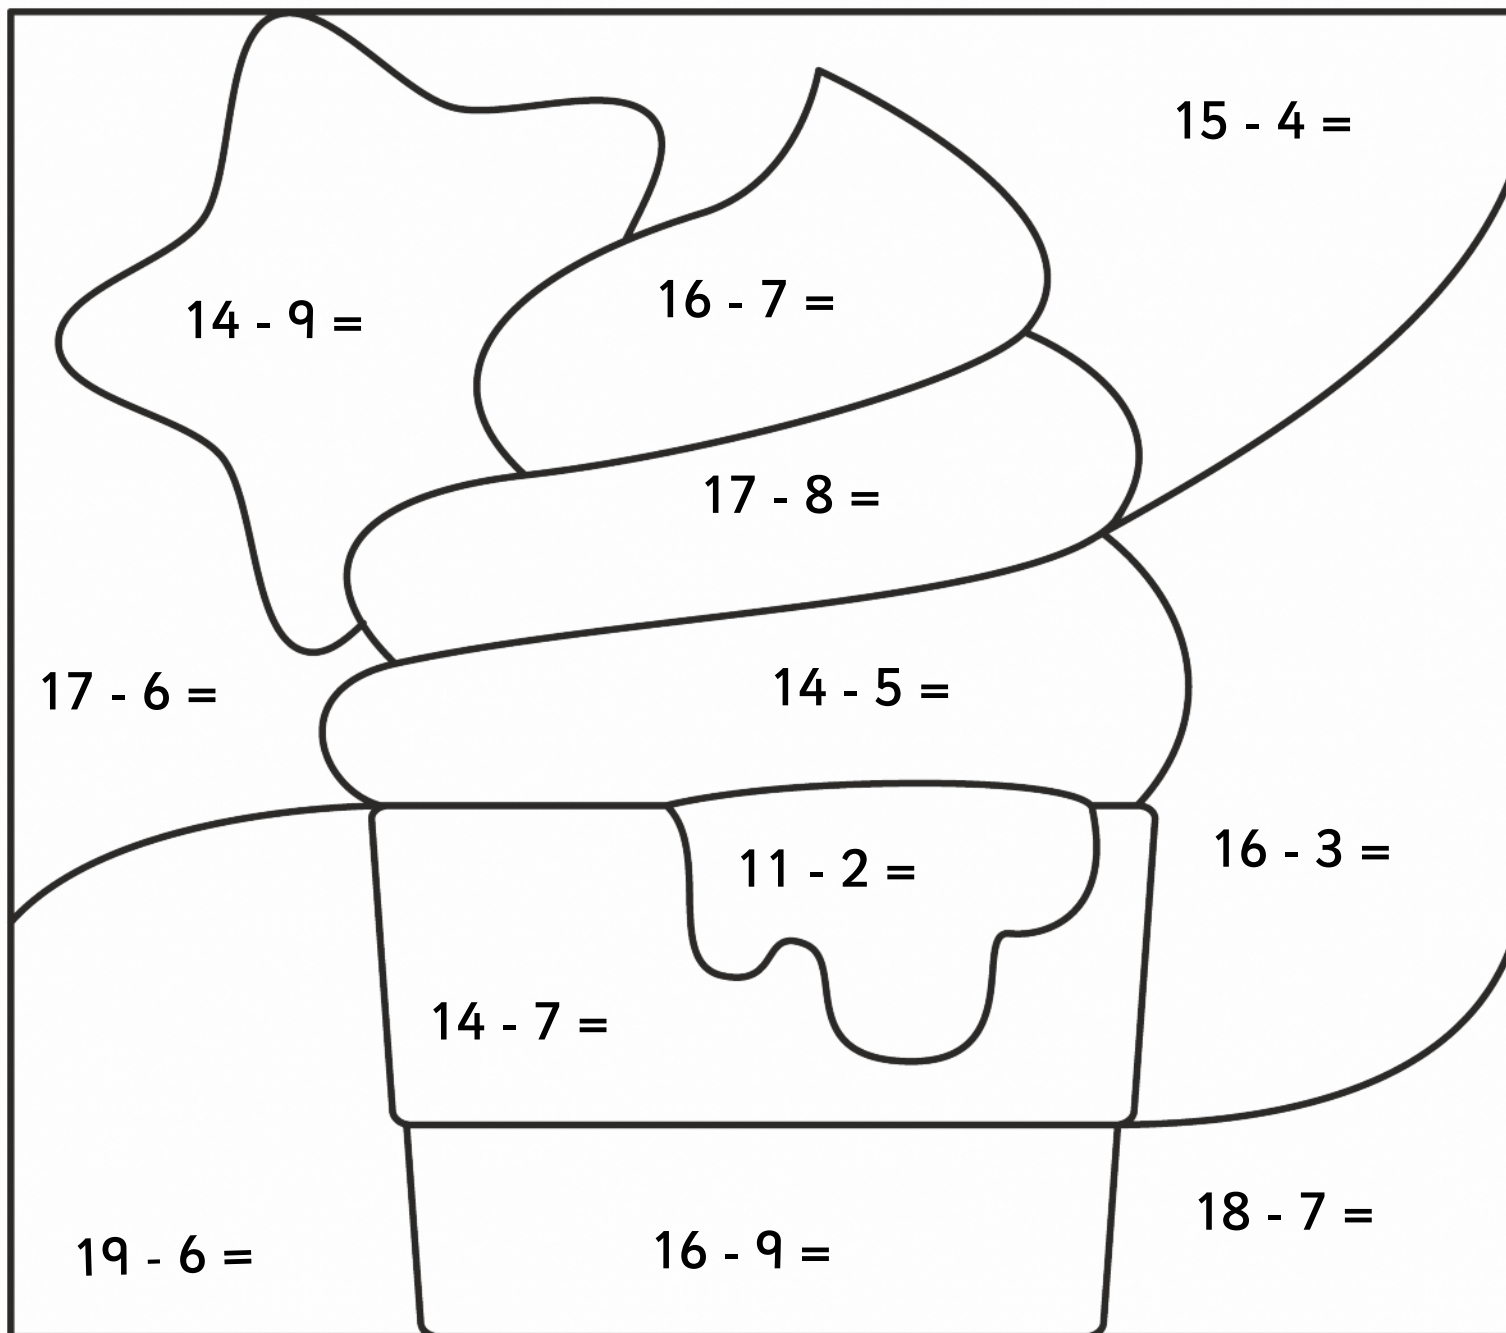 15 - 4 =
14 - 9 =
16 - 7 =
17 - 8 =
17 - 6 =
14 - 5 =
11 - 2 =
16 - 3 =
14 - 7 =
18 - 7 =
19 - 6 =
16 - 9 =